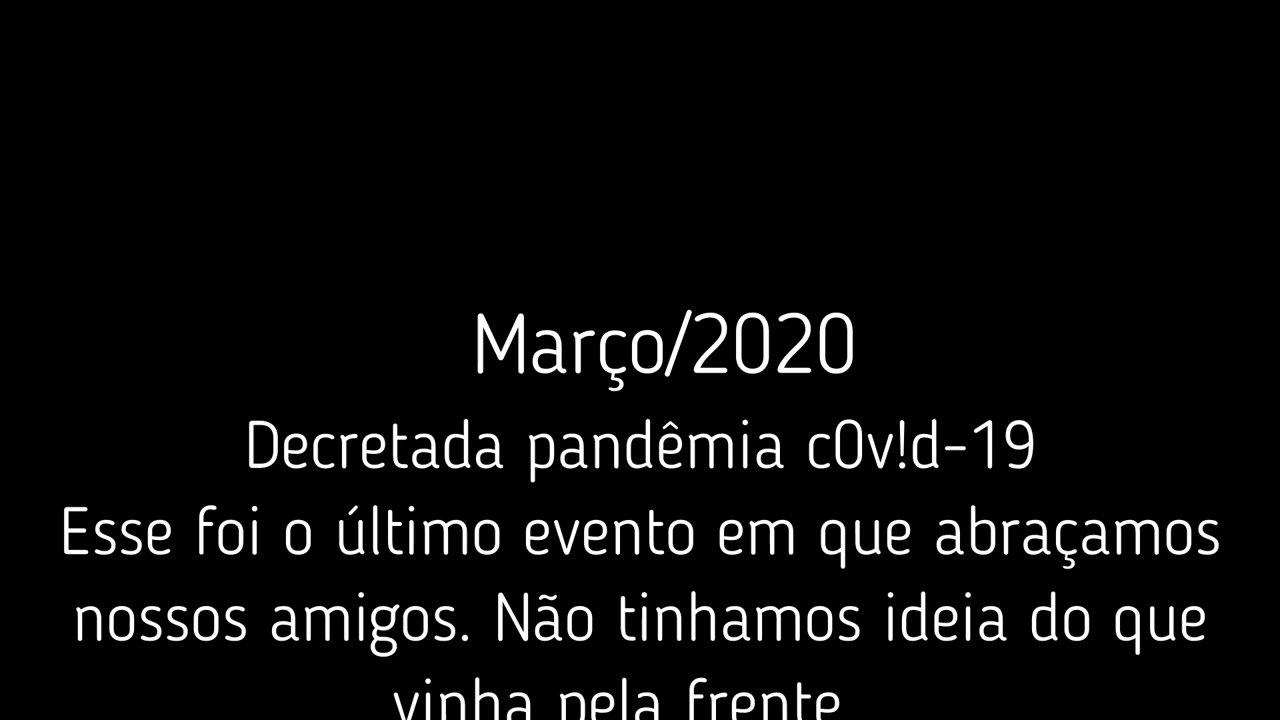 Março/2020
Decretada pandêmia c0v!d-19
Esse foi o último evento em que abraçamos
nossos amigos. Não tinhamos ideia do que
vinha pela frente